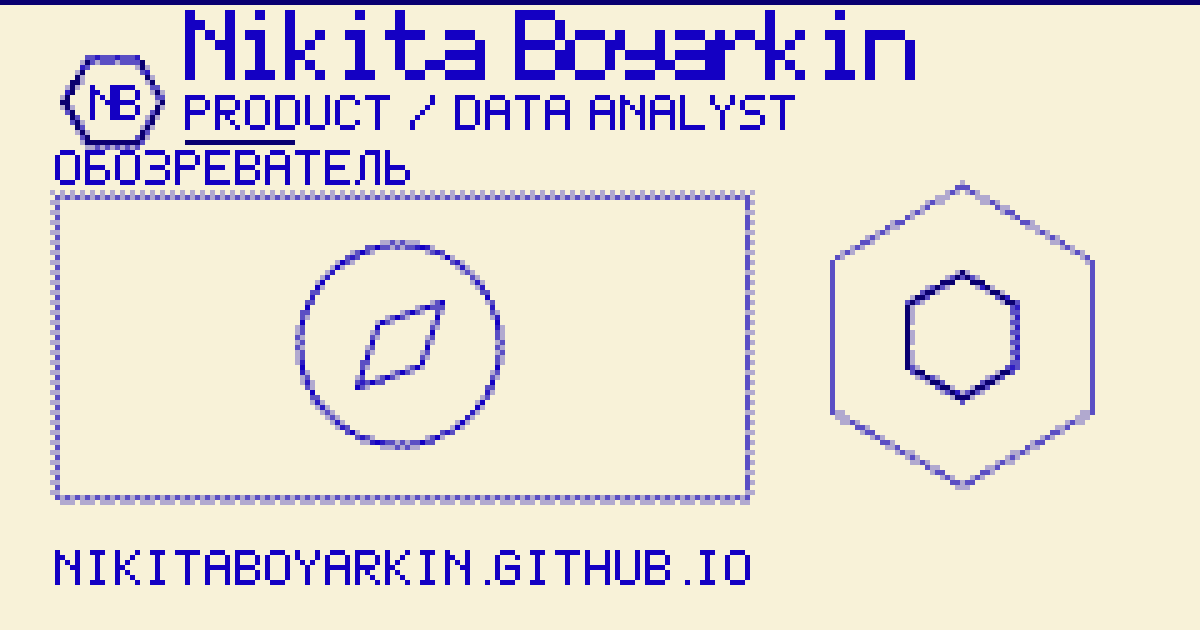 Nikita Boyarkin
NB
PRODUCT / DATA ANALYST
ОБОЗРЕВАТЕЛЬ
NIKITABOYARKIN.GITHUB.IO